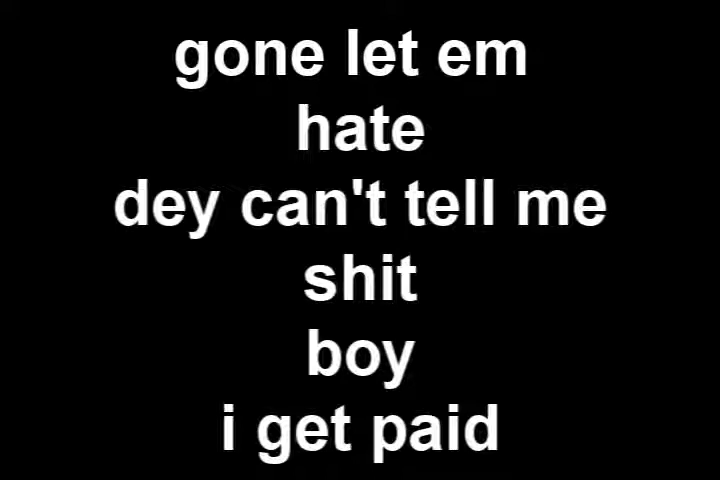 gone let em
hate
dey can't tell me
shit
boy
i get paid